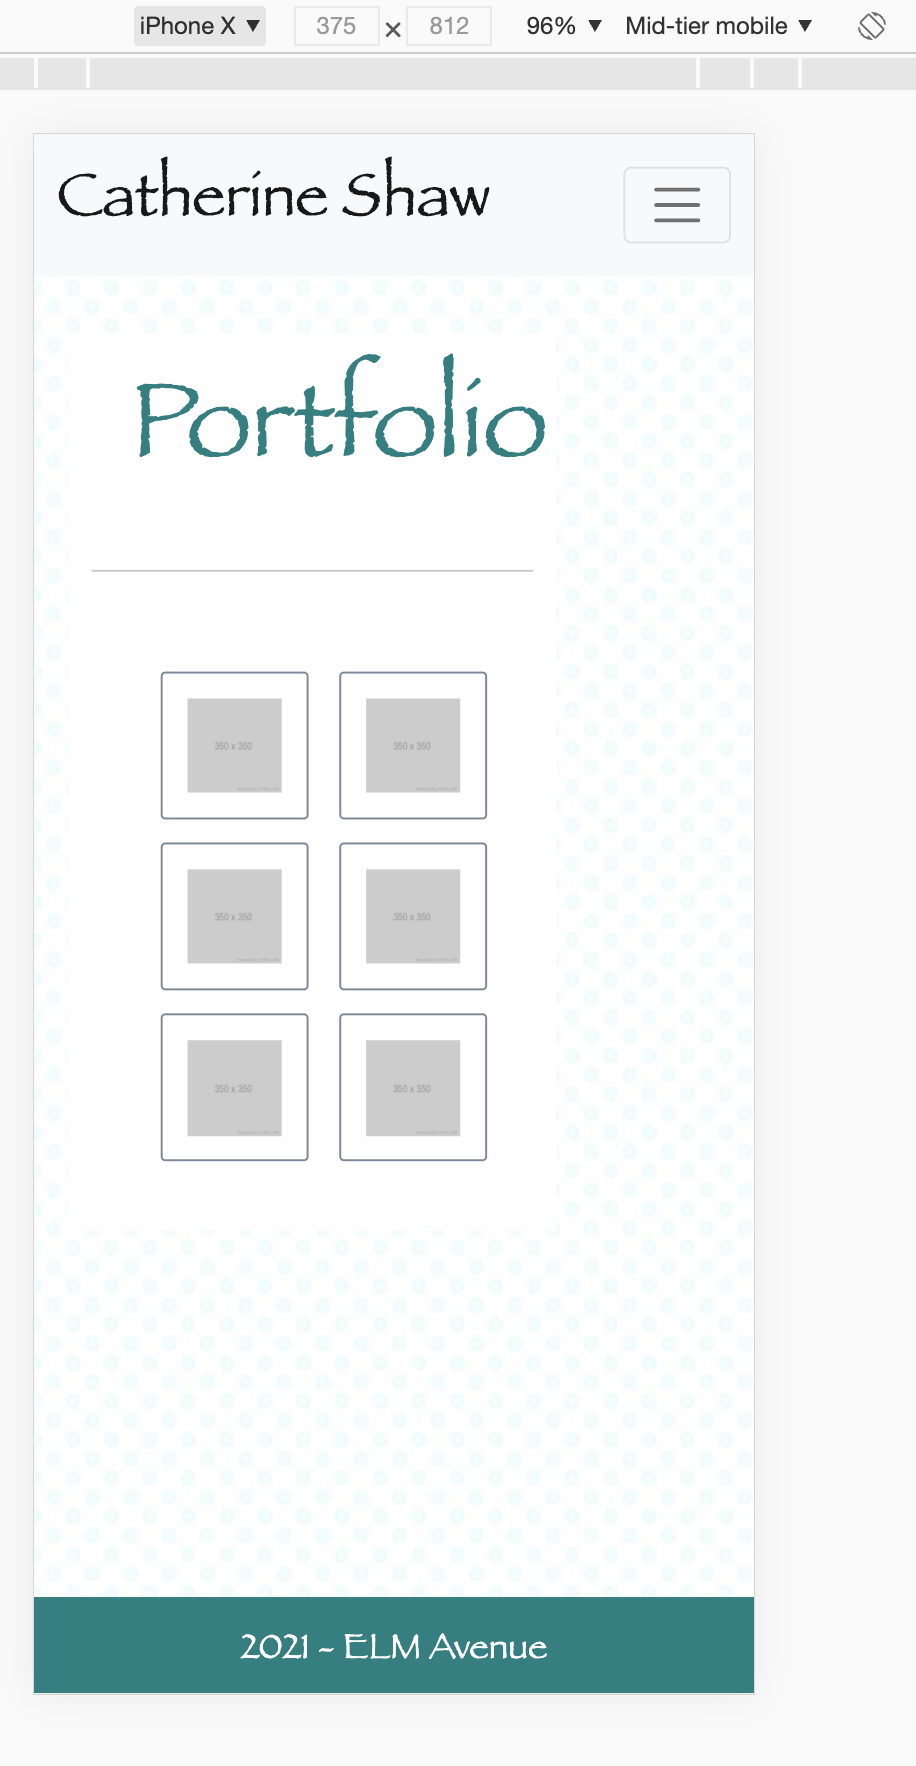 iPhone X ▼ 375 × 812 96% ▼ Mid-tier mobile ▼
Catherine Shaw
Portfolio
350 x 350 350 x 350
350 x 350 350 x 350
350 x 350 350 x 350
2021 - ELM Avenue